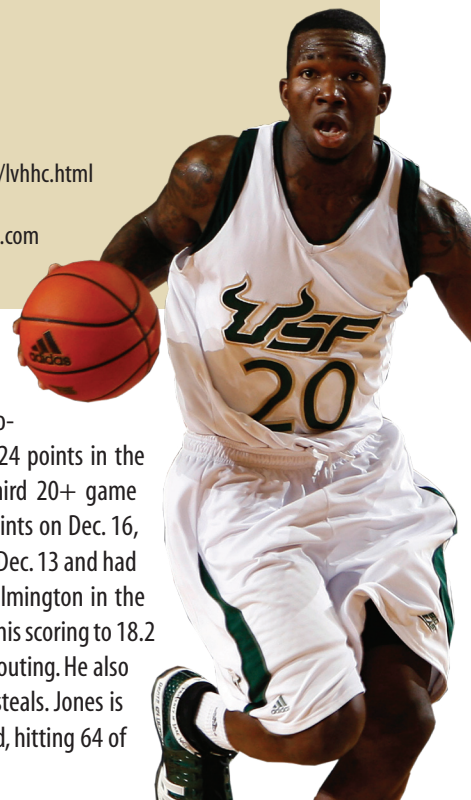 /lvhhc.html
.com
24 points in the
hird 20+ game
ints on Dec. 16,
Dec. 13 and had
lmington in the
his scoring to 18.2
outing. He also
steals. Jones is
d, hitting 64 of
USF
20
adidas